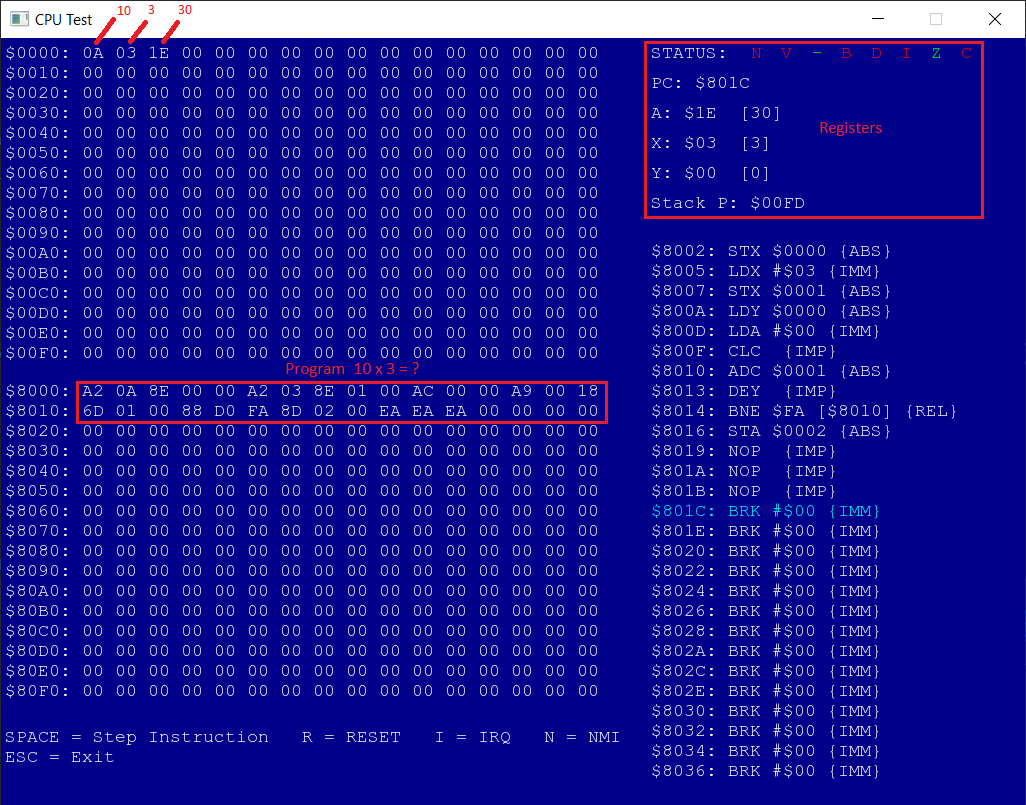 CPU Test
10 3 30
$0000: 0A 03 1E 00 00 00 00 00 00 00 00 00 00 00 00 00
$0010: 00 00 00 00 00 00 00 00 00 00 00 00 00 00 00 00
$0020: 00 00 00 00 00 00 00 00 00 00 00 00 00 00 00 00
$0030: 00 00 00 00 00 00 00 00 00 00 00 00 00 00 00 00
$0040: 00 00 00 00 00 00 00 00 00 00 00 00 00 00 00 00
$0050: 00 00 00 00 00 00 00 00 00 00 00 00 00 00 00 00
$0060: 00 00 00 00 00 00 00 00 00 00 00 00 00 00 00 00
$0070: 00 00 00 00 00 00 00 00 00 00 00 00 00 00 00 00
$0080: 00 00 00 00 00 00 00 00 00 00 00 00 00 00 00 00
$0090: 00 00 00 00 00 00 00 00 00 00 00 00 00 00 00 00
$00A0: 00 00 00 00 00 00 00 00 00 00 00 00 00 00 00 00
$00B0: 00 00 00 00 00 00 00 00 00 00 00 00 00 00 00 00
$00C0: 00 00 00 00 00 00 00 00 00 00 00 00 00 00 00 00
$00D0: 00 00 00 00 00 00 00 00 00 00 00 00 00 00 00 00
$00E0: 00 00 00 00 00 00 00 00 00 00 00 00 00 00 00 00
$00F0: 00 00 00 00 00 00 00 00 00 00 00 00 00 00 00 00
Program 10 x 3 = ?
$8000: A2 0A 8E 00 00 A2 03 8E 01 00 AC 00 00 A9 00 18
$8010: 6D 01 00 88 D0 FA 8D 02 00 EA EA EA 00 00 00 00
$8020: 00 00 00 00 00 00 00 00 00 00 00 00 00 00 00 00
$8030: 00 00 00 00 00 00 00 00 00 00 00 00 00 00 00 00
$8040: 00 00 00 00 00 00 00 00 00 00 00 00 00 00 00 00
$8050: 00 00 00 00 00 00 00 00 00 00 00 00 00 00 00 00
$8060: 00 00 00 00 00 00 00 00 00 00 00 00 00 00 00 00
$8070: 00 00 00 00 00 00 00 00 00 00 00 00 00 00 00 00
$8080: 00 00 00 00 00 00 00 00 00 00 00 00 00 00 00 00
$8090: 00 00 00 00 00 00 00 00 00 00 00 00 00 00 00 00
$80A0: 00 00 00 00 00 00 00 00 00 00 00 00 00 00 00 00
$80B0: 00 00 00 00 00 00 00 00 00 00 00 00 00 00 00 00
$80C0: 00 00 00 00 00 00 00 00 00 00 00 00 00 00 00 00
$80D0: 00 00 00 00 00 00 00 00 00 00 00 00 00 00 00 00
$80E0: 00 00 00 00 00 00 00 00 00 00 00 00 00 00 00 00
$80F0: 00 00 00 00 00 00 00 00 00 00 00 00 00 00 00 00
SPACE = Step Instruction R = RESET I = IRQ N = NMI
ESC = Exit
STATUS: N V - B D I Z C
PC: $801C
A: $1E [30]
Registers
X: $03 [3]
Y: $00 [0]
Stack P: $00FD
$8002: STX $0000 {ABS}
$8005: LDX #$03 {IMM}
$8007: STX $0001 {ABS}
$800A: LDY $0000 {ABS}
$800D: LDA #$00 {IMM}
$800F: CLC {IMP}
$8010: ADC $0001 {ABS}
$8013: DEY {IMP}
$8014: BNE $FA [$8010] {REL}
$8016: STA $0002 {ABS}
$8019: NOP {IMP}
$801A: NOP {IMP}
$801B: NOP {IMP}
$801C: BRK #$00 {IMM}
$801E: BRK #$00 {IMM}
$8020: BRK #$00 {IMM}
$8022: BRK #$00 {IMM}
$8024: BRK #$00 {IMM}
$8026: BRK #$00 {IMM}
$8028: BRK #$00 {IMM}
$802A: BRK #$00 {IMM}
$802C: BRK #$00 {IMM}
$802E: BRK #$00 {IMM}
$8030: BRK #$00 {IMM}
$8032: BRK #$00 {IMM}
$8034: BRK #$00 {IMM}
$8036: BRK #$00 {IMM}